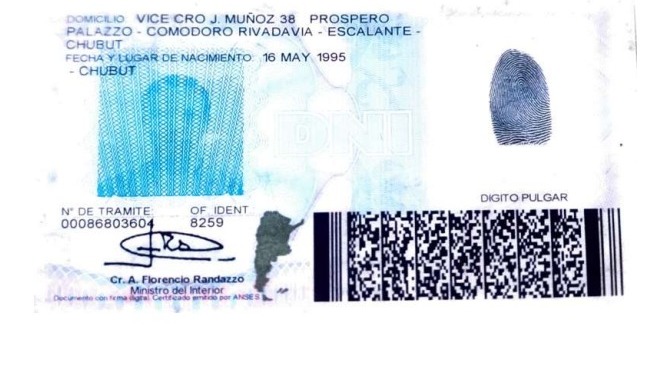 DOMICILIO VICE CRO J. MUÑOZ 38 PROSPERO
PALAZZO - COMODORO RIVADAVIA - ESCALANTE -
CHUBUT
FECHA Y LUGAR DE NACIMIENTO: 16 MAY 1995
- CHUBUT
DNI
DIGITO PULGAR
N° DE TRAMITE OF IDENT
00086803604 8259
Cr. A. Florencio Randazzo
Ministro del Interior
Documento con firma digital. Certificado emitido por ANSES